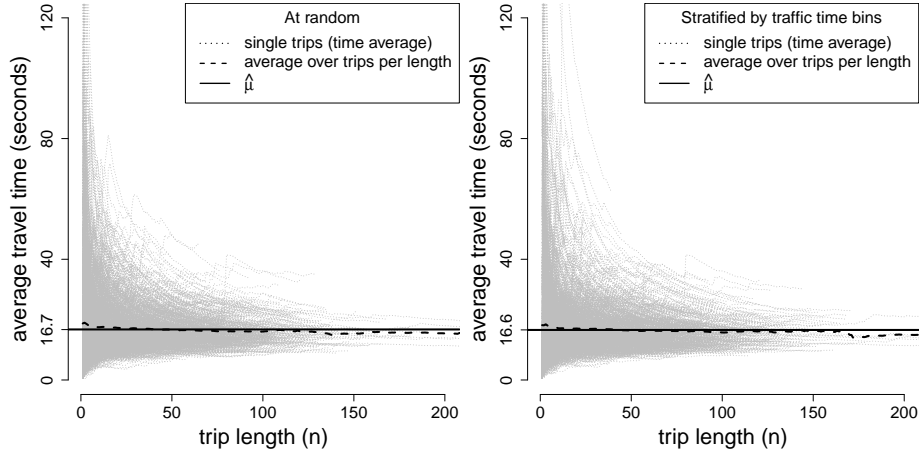 At random
single trips (time average)
average over trips per length
μ̂
average travel time (seconds)
120
80
40
16.7
0
0 50 100 150 200
trip length (n)
Stratified by traffic time bins
single trips (time average)
average over trips per length
μ̂
average travel time (seconds)
120
80
40
16.6
0
0 50 100 150 200
trip length (n)